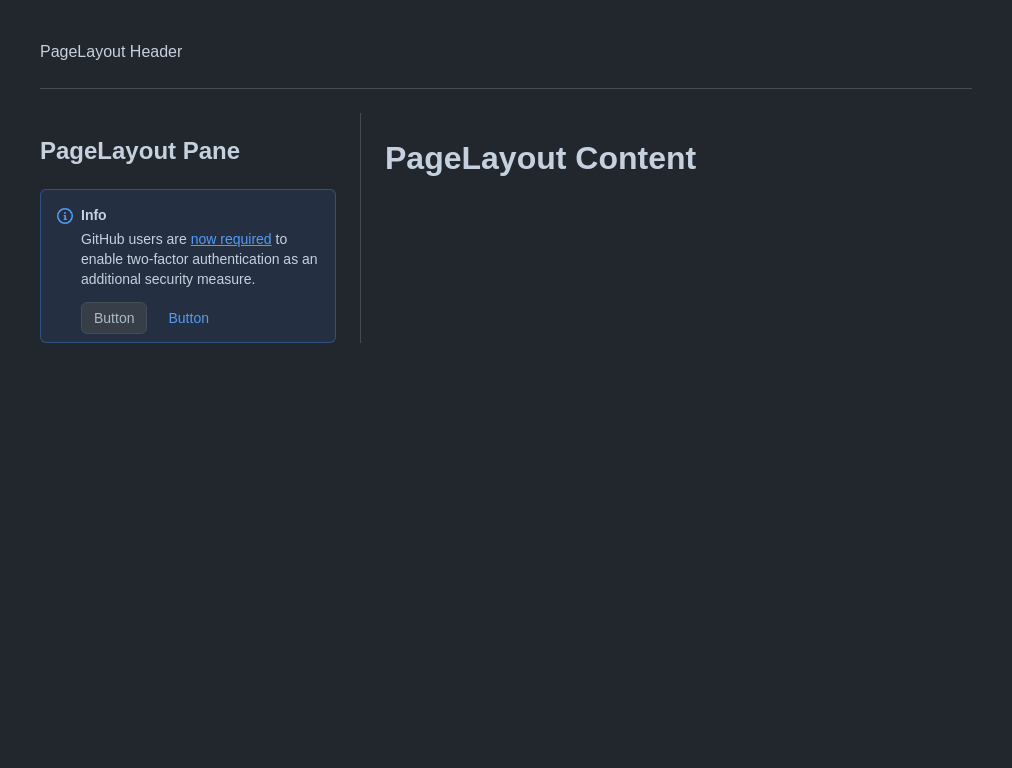 PageLayout Header
PageLayout Pane
Info
GitHub users are now required to
enable two-factor authentication as an
additional security measure.
Button
Button
PageLayout Content